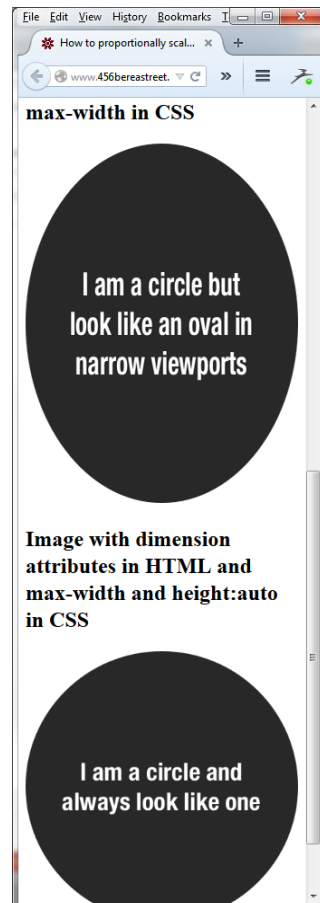 File Edit View History Bookmarks T
How to proportionally scal...
www.456bereastreet.
max-width in CSS
I am a circle but
look like an oval in
narrow viewports
Image with dimension
attributes in HTML and
max-width and height:auto
in CSS
I am a circle and
always look like one